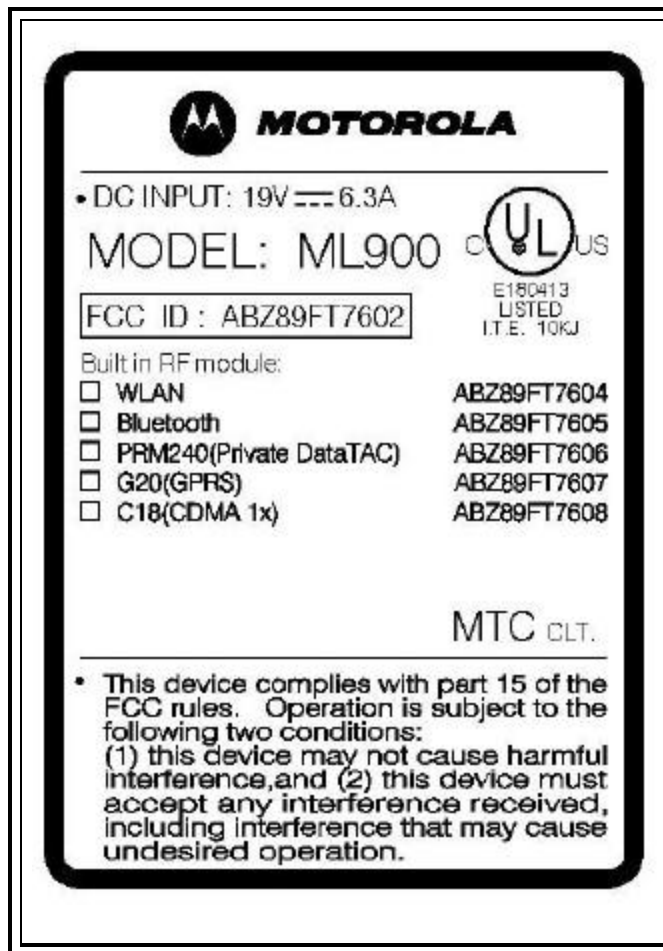 MOTOROLA
• DC INPUT: 19V 6.3A
MODEL: ML900
C UL US
E180413
LISTED
I.T.E. 10KJ
FCC ID : ABZ89FT7602
Built in RF module:
☐ WLAN ABZ89FT7604
☐ Bluetooth ABZ89FT7605
☐ PRM240(Private DataTAC) ABZ89FT7606
☐ G20(GPRS) ABZ89FT7607
☐ C18(CDMA 1x) ABZ89FT7608
MTC CLT.
• This device complies with part 15 of the
FCC rules. Operation is subject to the
following two conditions:
(1) this device may not cause harmful
interference,and (2) this device must
accept any interference received,
including interference that may cause
undesired operation.